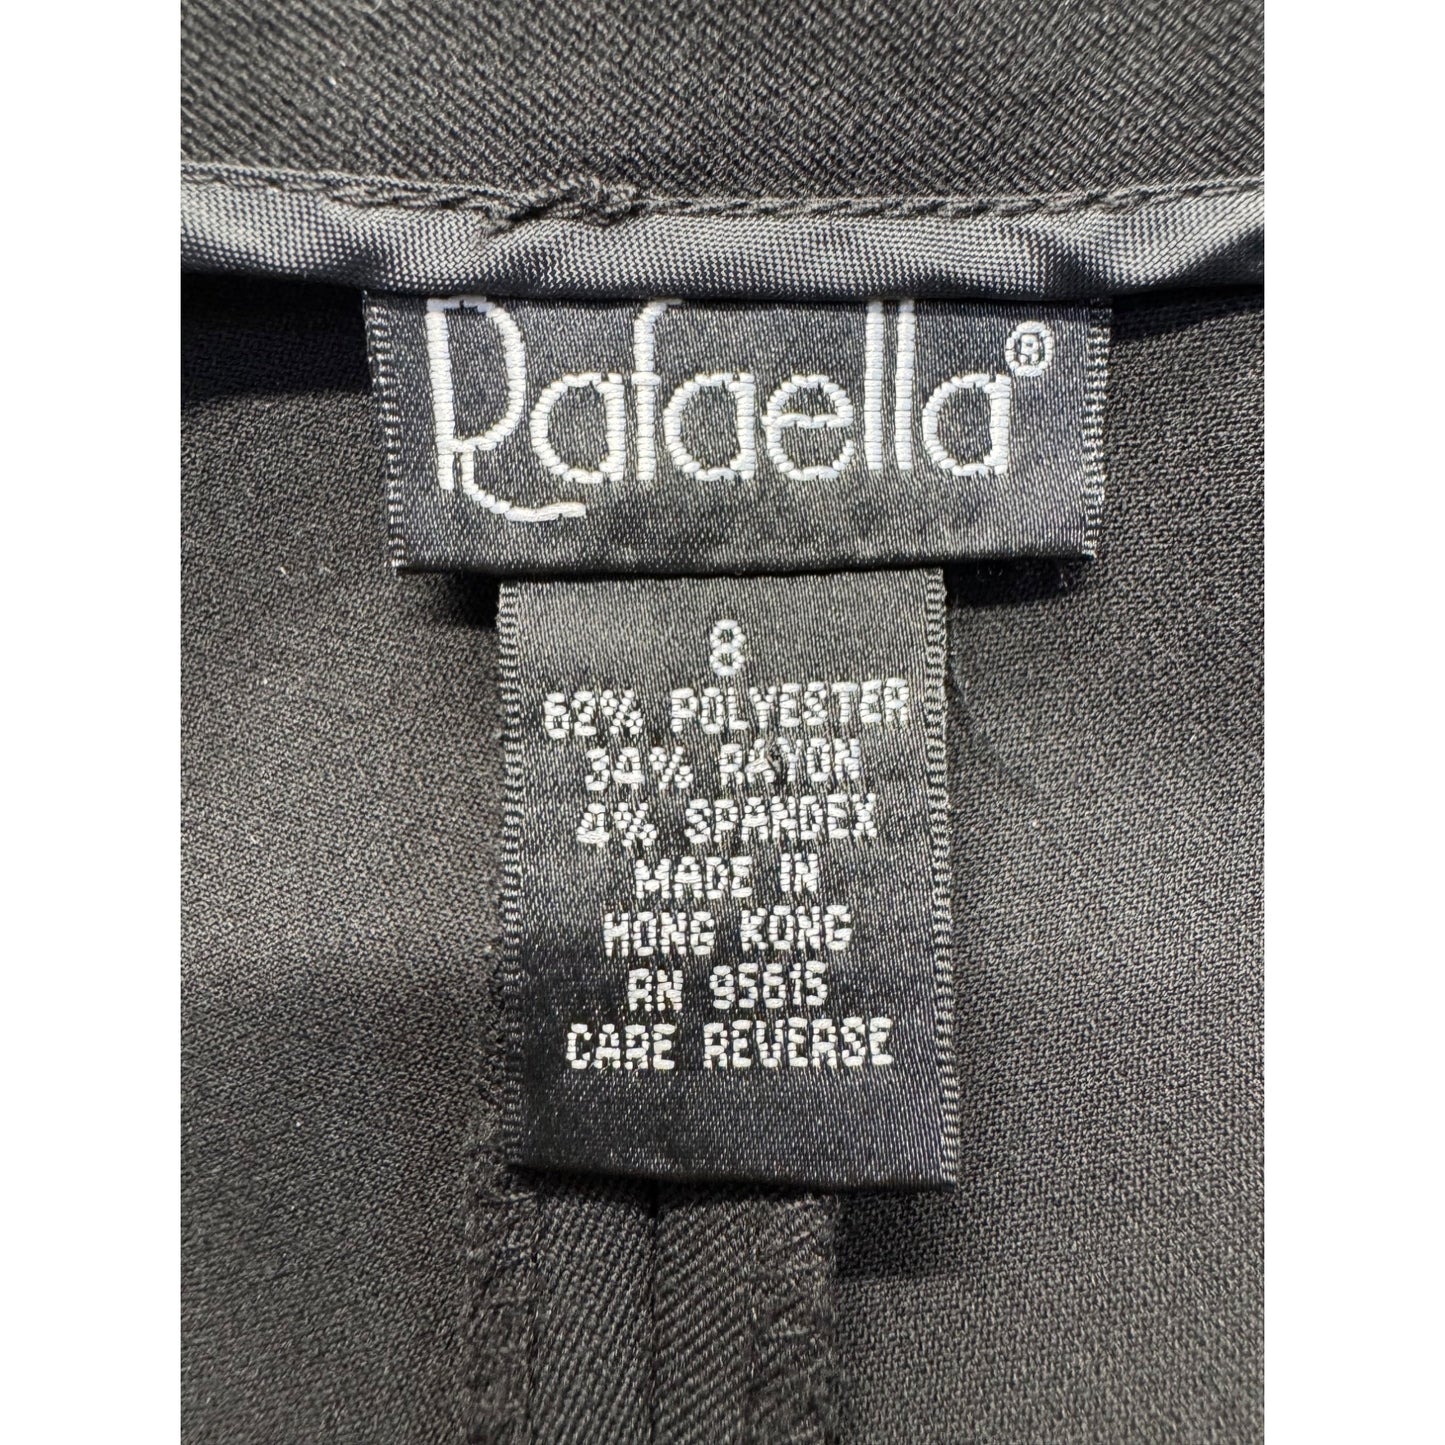 Rafaella®
8
62% POLYESTER
34% RAYON
4% SPANDEX
MADE IN
HONG KONG
RN 95615
CARE REVERSE